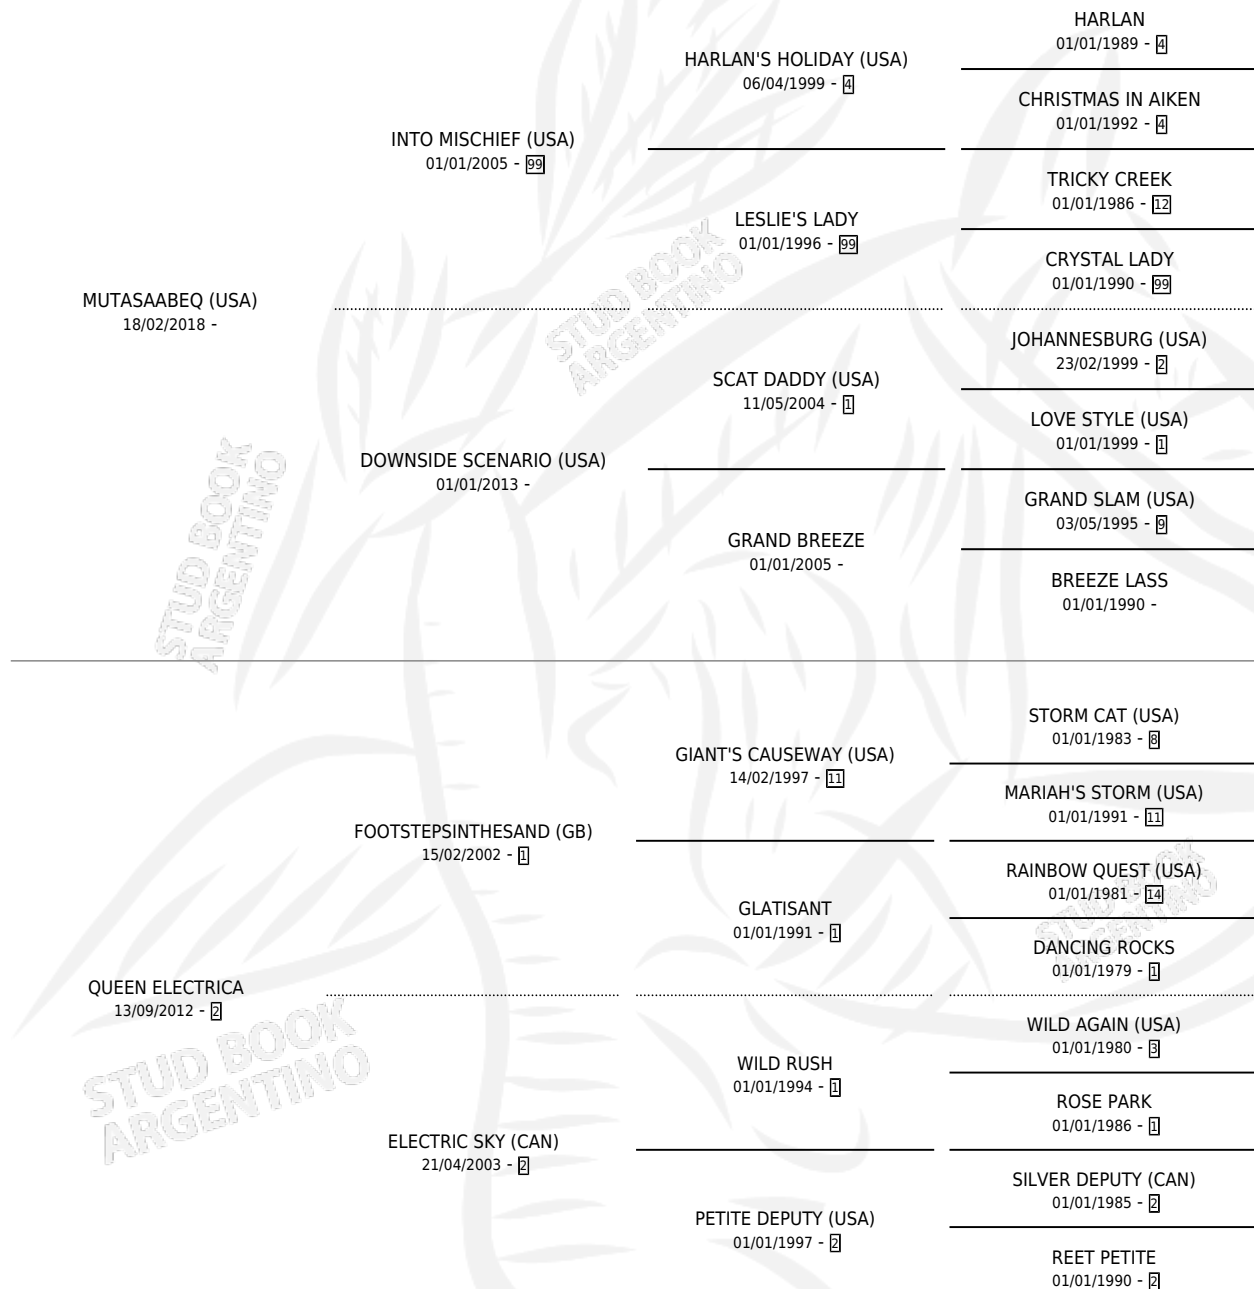 HARLAN
01/01/1989 - 4
HARLAN'S HOLIDAY (USA)
06/04/1999 - 4
CHRISTMAS IN AIKEN
01/01/1992 - 4
INTO MISCHIEF (USA)
01/01/2005 - 99
TRICKY CREEK
01/01/1986 - 12
LESLIE'S LADY
01/01/1996 - 99
CRYSTAL LADY
01/01/1990 - 99
MUTASAABEQ (USA)
18/02/2018 -
JOHANNESBURG (USA)
23/02/1999 - 2
SCAT DADDY (USA)
11/05/2004 - 1
LOVE STYLE (USA)
01/01/1999 - 1
DOWNSIDE SCENARIO (USA)
01/01/2013 -
GRAND SLAM (USA)
03/05/1995 - 9
GRAND BREEZE
01/01/2005 -
BREEZE LASS
01/01/1990 -
STORM CAT (USA)
01/01/1983 - 8
GIANT'S CAUSEWAY (USA)
14/02/1997 - 11
MARIAH'S STORM (USA)
01/01/1991 - 11
FOOTSTEPSINTHESAND (GB)
15/02/2002 - 1
RAINBOW QUEST (USA)
01/01/1981 - 14
GLATISANT
01/01/1991 - 1
DANCING ROCKS
01/01/1979 - 1
QUEEN ELECTRICA
13/09/2012 - 2
WILD AGAIN (USA)
01/01/1980 - 3
WILD RUSH
01/01/1994 - 1
ROSE PARK
01/01/1986 - 1
ELECTRIC SKY (CAN)
21/04/2003 - 2
SILVER DEPUTY (CAN)
01/01/1985 - 2
PETITE DEPUTY (USA)
01/01/1997 - 2
REET PETITE
01/01/1990 - 2
STUD BOOK
ARGENTINO
STUD BOOK
ARGENTINO
STUD BOOK
ARGENTINO
STUD BOOK
ARGENTINO